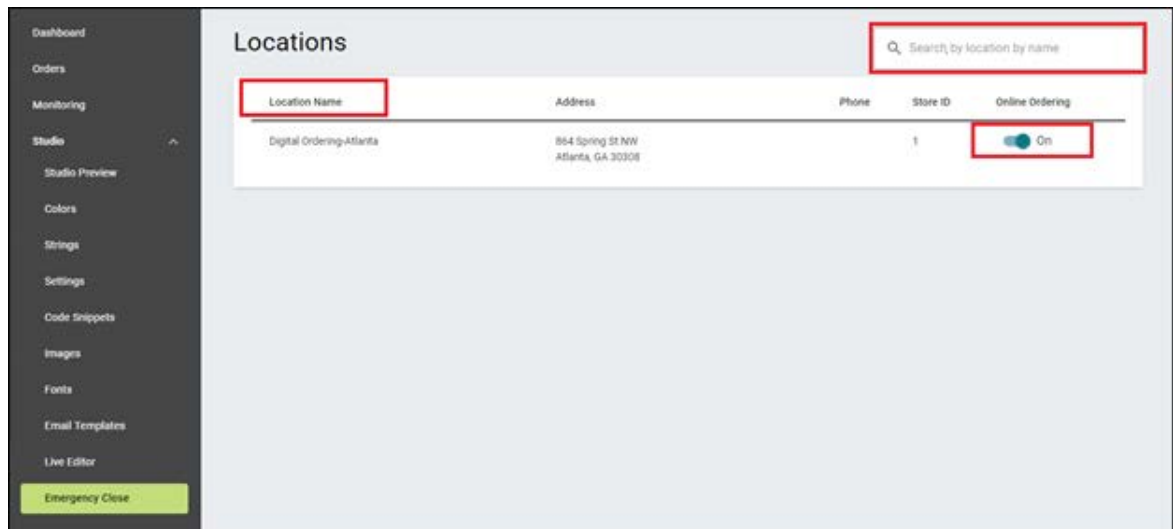 Dashboard
Orders
Monitoring
Studio
Studio Preview
Colors
Strings
Settings
Code Snippets
Images
Fonts
Email Templates
Live Editor
Emergency Close
Locations
Search by location by name
Location Name Address Phone Store ID Online Ordering
Digital Ordering-Atlanta 864 Spring St NW 1 On
Atlanta, GA 30308